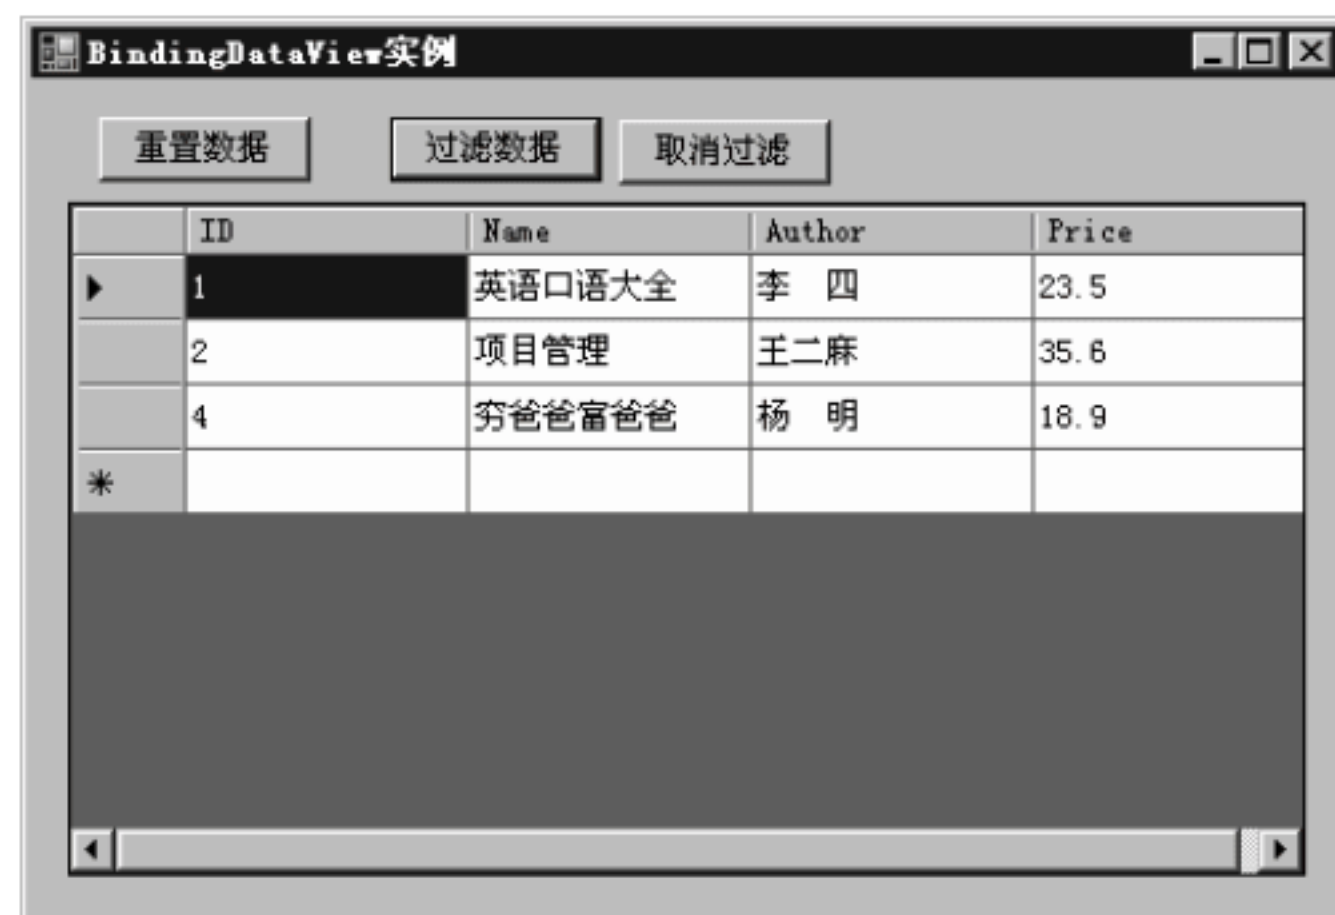 BindingDataView实例
重置数据 过滤数据 取消过滤
ID Name Author Price
1 英语口语大全 李 四 23.5
2 项目管理 王二麻 35.6
4 穷爸爸富爸爸 杨 明 18.9